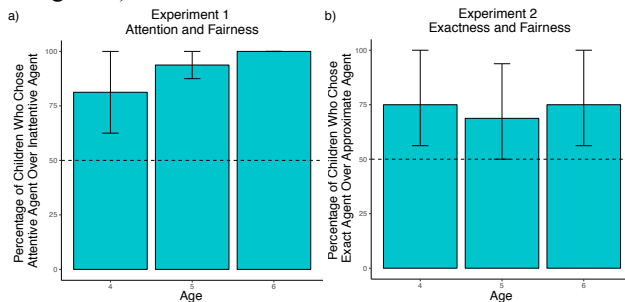 a)
Experiment 1
Attention and Fairness
Percentage of Children Who Chose
Attentive Agent Over Inattentive Agent
100
75
50
25
0
4
5
6
Age
b)
Experiment 2
Exactness and Fairness
Percentage of Children Who Chose
Exact Agent Over Approximate Agent
100
75
50
25
0
4
5
6
Age